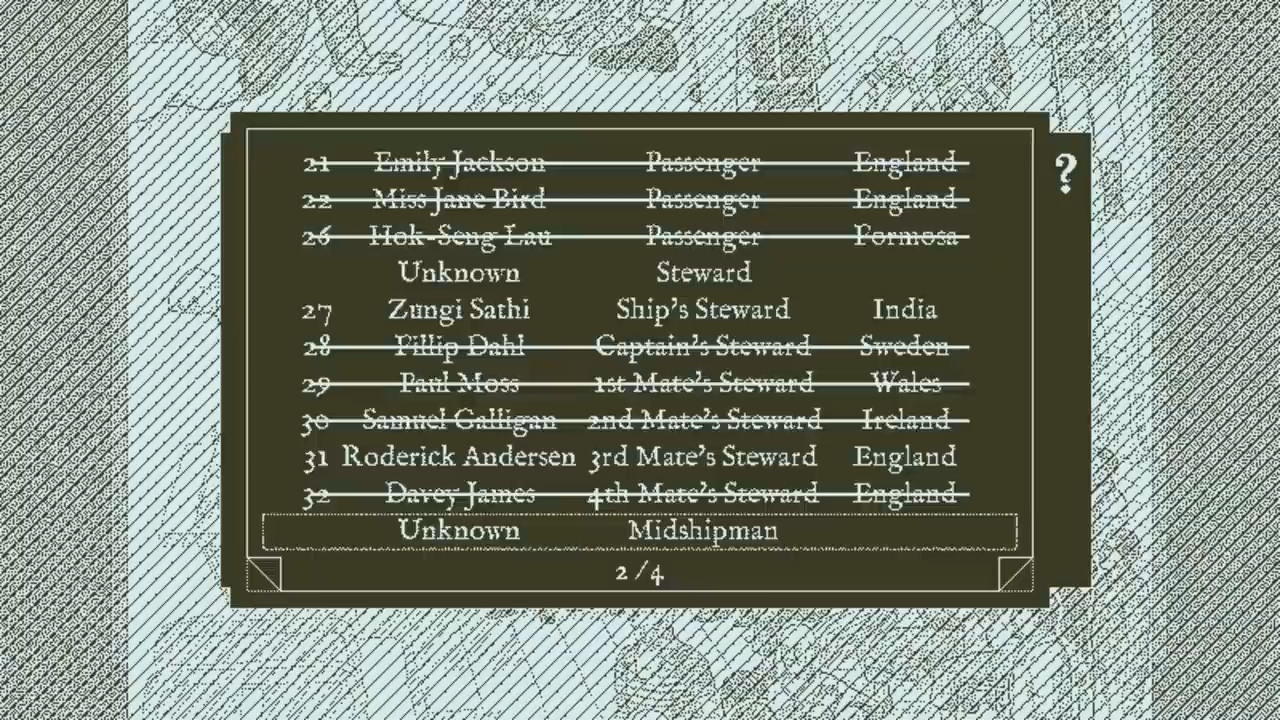 21 Emily Jackson Passenger England
22 Miss Jane Bird Passenger England
26 Hok-Seng Lau Passenger Formosa
Unknown Steward
27 Zungi Sathi Ship's Steward India
28 Fillip Dahl Captain's Steward Sweden
29 Paul Moss 1st Mate's Steward Wales
30 Samuel Galligan 2nd Mate's Steward Ireland
31 Roderick Andersen 3rd Mate's Steward England
32 Davey James 4th Mate's Steward England
Unknown Midshipman
2/4
?